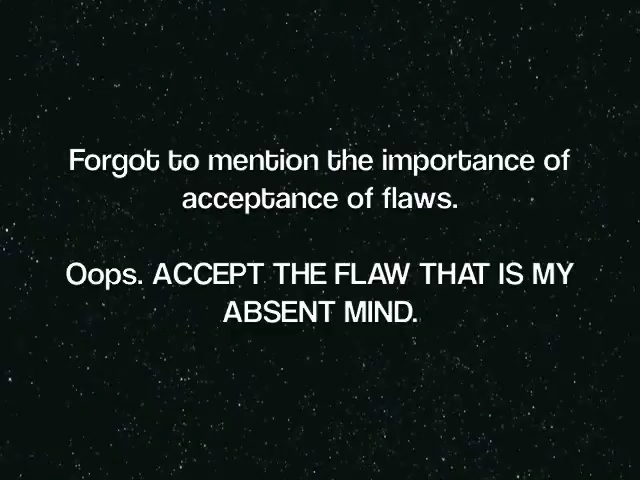 Forgot to mention the importance of
acceptance of flaws.
Oops. ACCEPT THE FLAW THAT IS MY
ABSENT MIND.